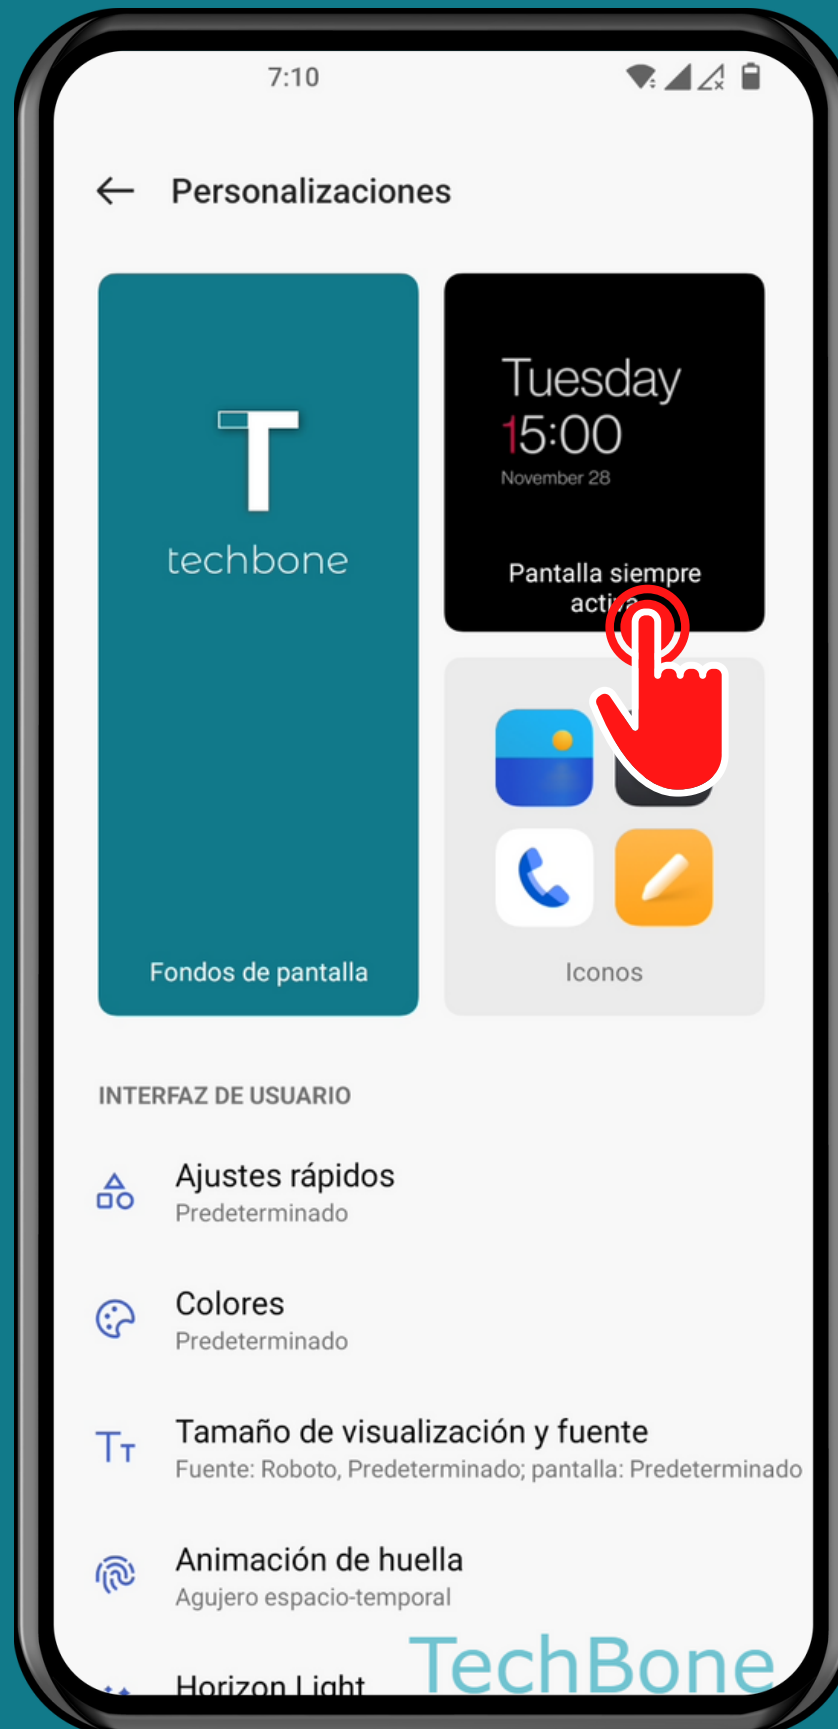 7:10
Personalizaciones
T
techbone
Fondos de pantalla
Tuesday
15:00
November 28
Pantalla siempre
activa
Iconos
INTERFAZ DE USUARIO
Ajustes rápidos
Predeterminado
Colores
Predeterminado
Tamaño de visualización y fuente
Fuente: Roboto, Predeterminado; pantalla: Predeterminado
Animación de huella
Agujero espacio-temporal
Horizon Light
TechBone